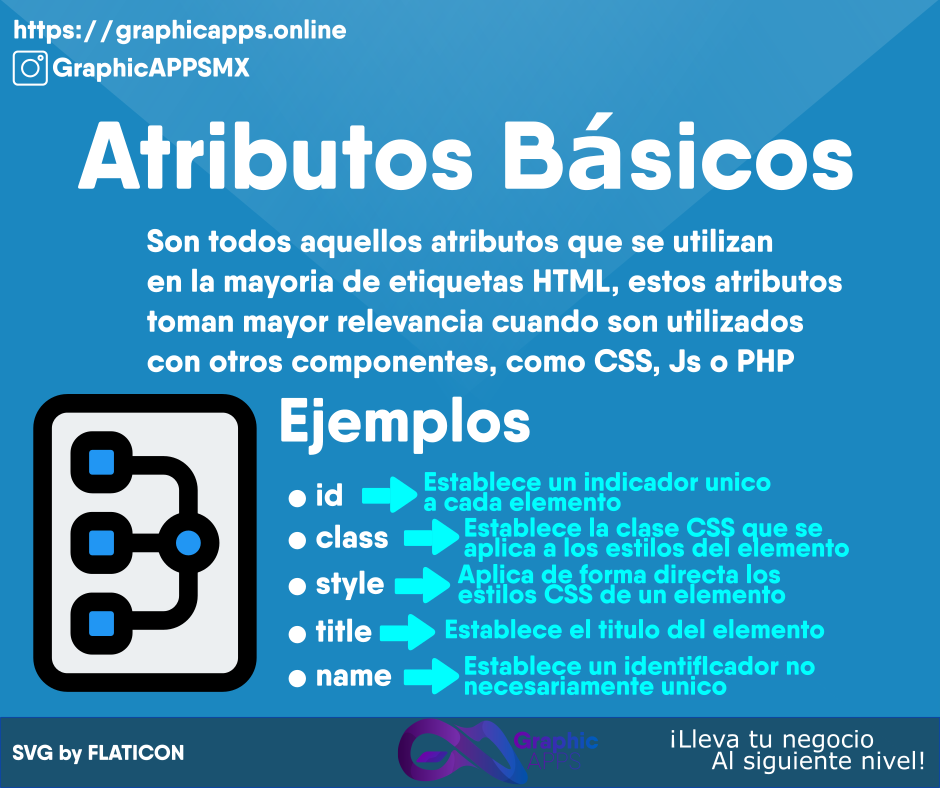 https://graphicapps.online
GraphicAPPSMX
Atributos Básicos
Son todos aquellos atributos que se utilizan
en la mayoria de etiquetas HTML, estos atributos
toman mayor relevancia cuando son utilizados
con otros componentes, como CSS, Js o PHP
Ejemplos
• id
Establece un indicador unico
a cada elemento
• class
Establece la clase CSS que se
aplica a los estilos del elemento
• style
Aplica de forma directa los
estilos CSS de un elemento
• title
Establece el titulo del elemento
• name
Establece un identifIcador no
necesariamente unico
SVG by FLATICON
Graphic
APPS
¡Lleva tu negocio
Al siguiente nivel!